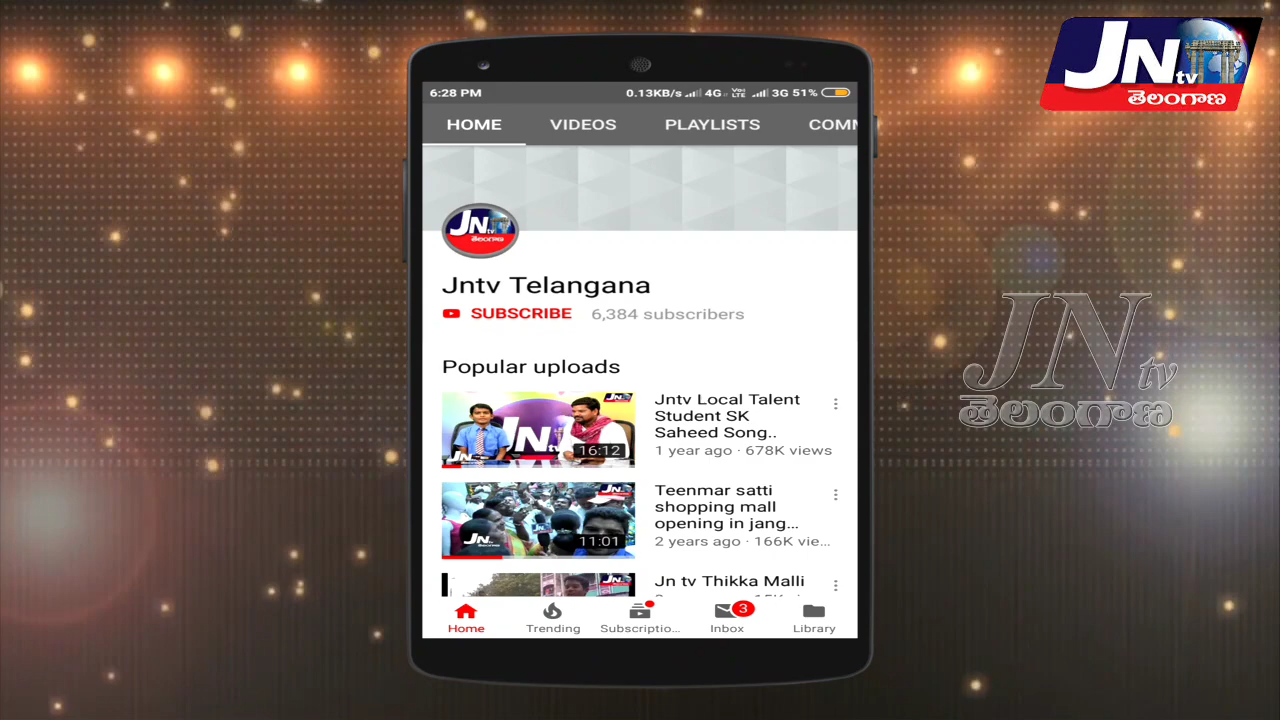 JN
tv
తెలంగాణ
6:28 PM 0.13KB/s 4G VoLTE 3G 51%
HOME VIDEOS PLAYLISTS COMM
JN tv
తెలంగాణ
Jntv Telangana
SUBSCRIBE 6,384 subscribers
Popular uploads
Jntv Local Talent
Student SK
Saheed Song..
1 year ago · 678K views
16:12
Teenmar satti
shopping mall
opening in jang...
2 years ago · 166K vie...
11:01
Jn tv Thikka Malli
Home Trending Subscriptio... Inbox 3 Library
JN tv
తెలంగాణ